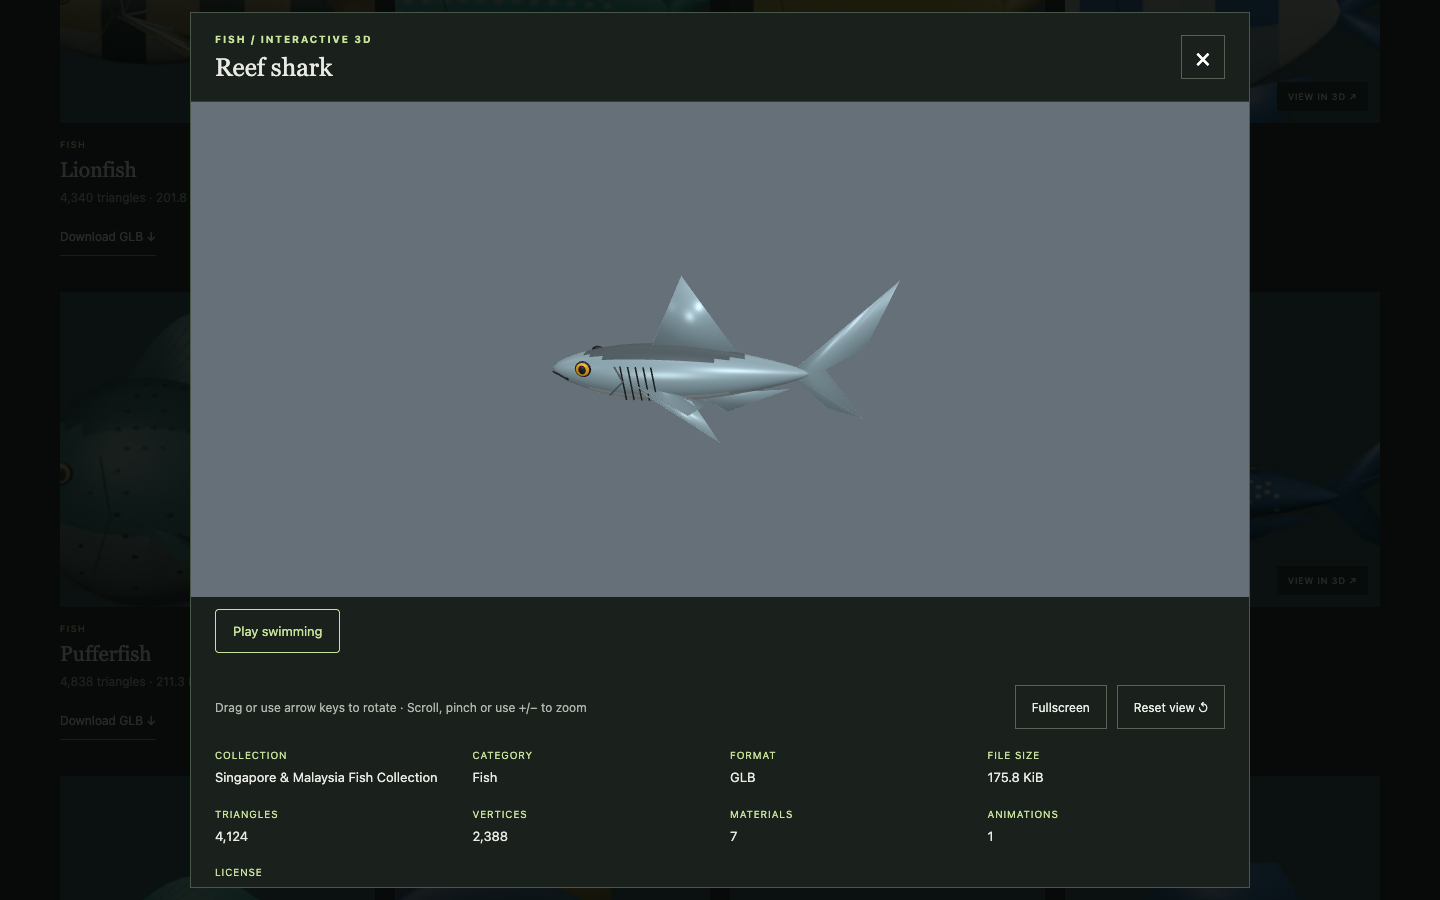 FISH / INTERACTIVE 3D
Reef shark
×
VIEW IN 3D ↗
FISH
Lionfish
4,340 triangles · 201.8
Download GLB ↓
VIEW IN 3D ↗
FISH
Pufferfish
4,838 triangles · 211.3
Download GLB ↓
Play swimming
Drag or use arrow keys to rotate · Scroll, pinch or use +/− to zoom
Fullscreen
Reset view ↺
COLLECTION
Singapore & Malaysia Fish Collection
CATEGORY
Fish
FORMAT
GLB
FILE SIZE
175.8 KiB
TRIANGLES
4,124
VERTICES
2,388
MATERIALS
7
ANIMATIONS
1
LICENSE